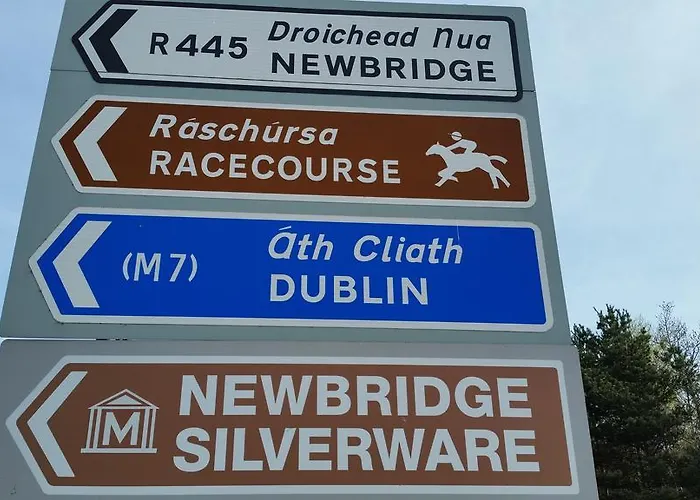 Droichead Nua
R445 NEWBRIDGE
Ráschúrsa
RACECOURSE
Áth Cliath
(M7) DUBLIN
M
NEWBRIDGE
SILVERWARE